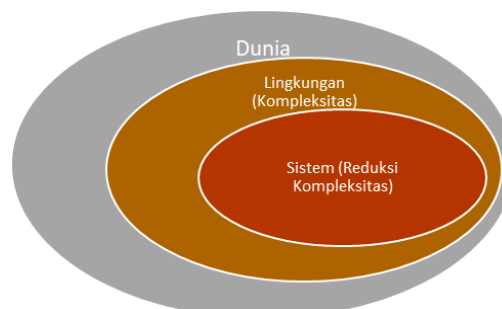 Dunia
Lingkungan
(Kompleksitas)
Sistem (Reduksi
Kompleksitas)